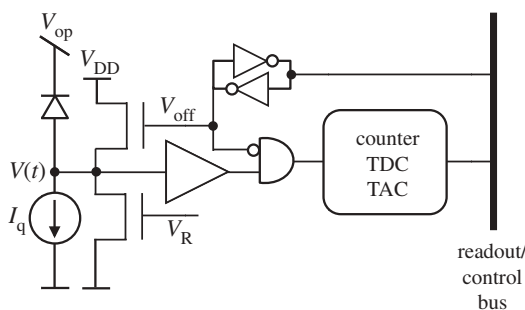 V_op
V_DD
V_off
V(t)
I_q
V_R
counter
TDC
TAC
readout/
control
bus